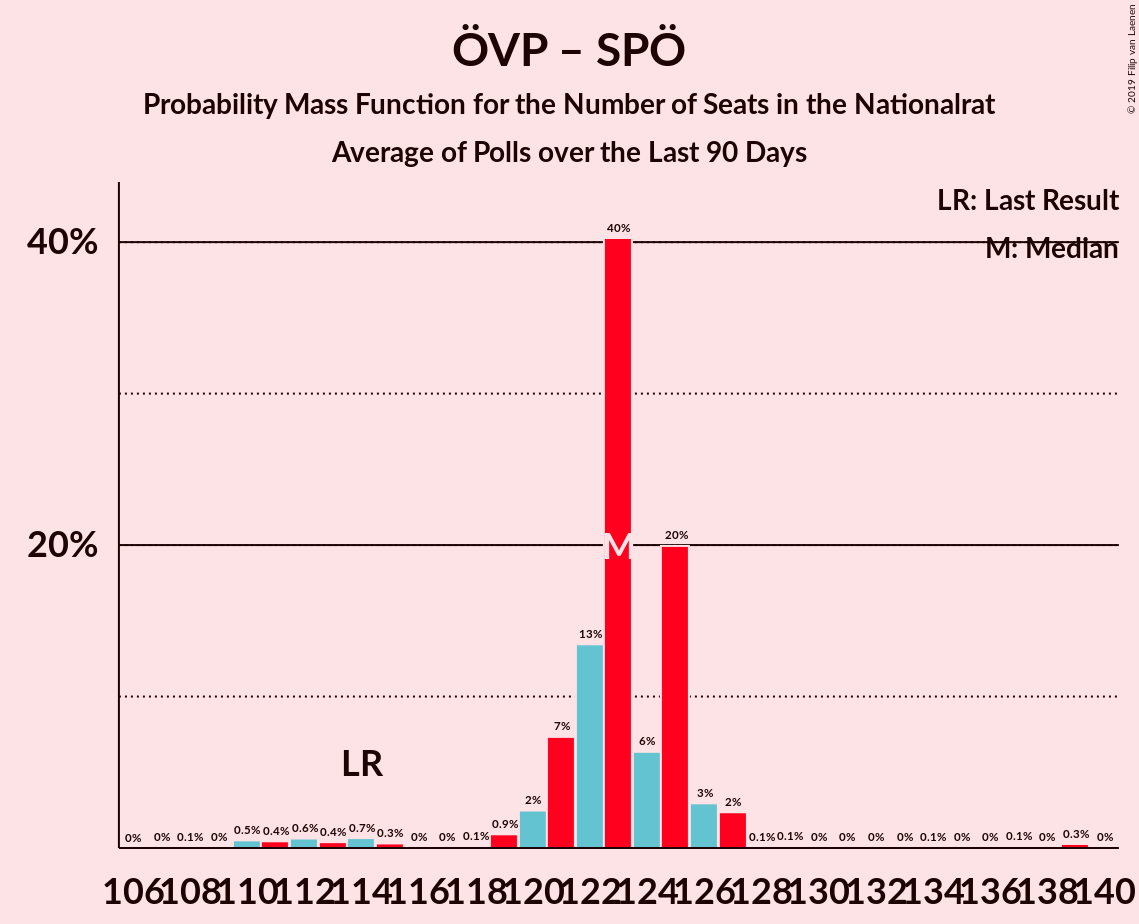 ÖVP – SPÖ
Probability Mass Function for the Number of Seats in the Nationalrat
Average of Polls over the Last 90 Days
© 2019 Filip van Laenen
LR: Last Result
M: Median
40%
20%
40%
M
20%
13%
7%
6%
LR
0% 0% 0.1% 0% 0.5% 0.4% 0.6% 0.4% 0.7% 0.3% 0% 0% 0.1% 0.9% 2% 3% 2% 0.1% 0.1% 0% 0% 0% 0% 0.1% 0% 0% 0.1% 0% 0.3% 0%
106 108 110 112 114 116 118 120 122 124 126 128 130 132 134 136 138 140